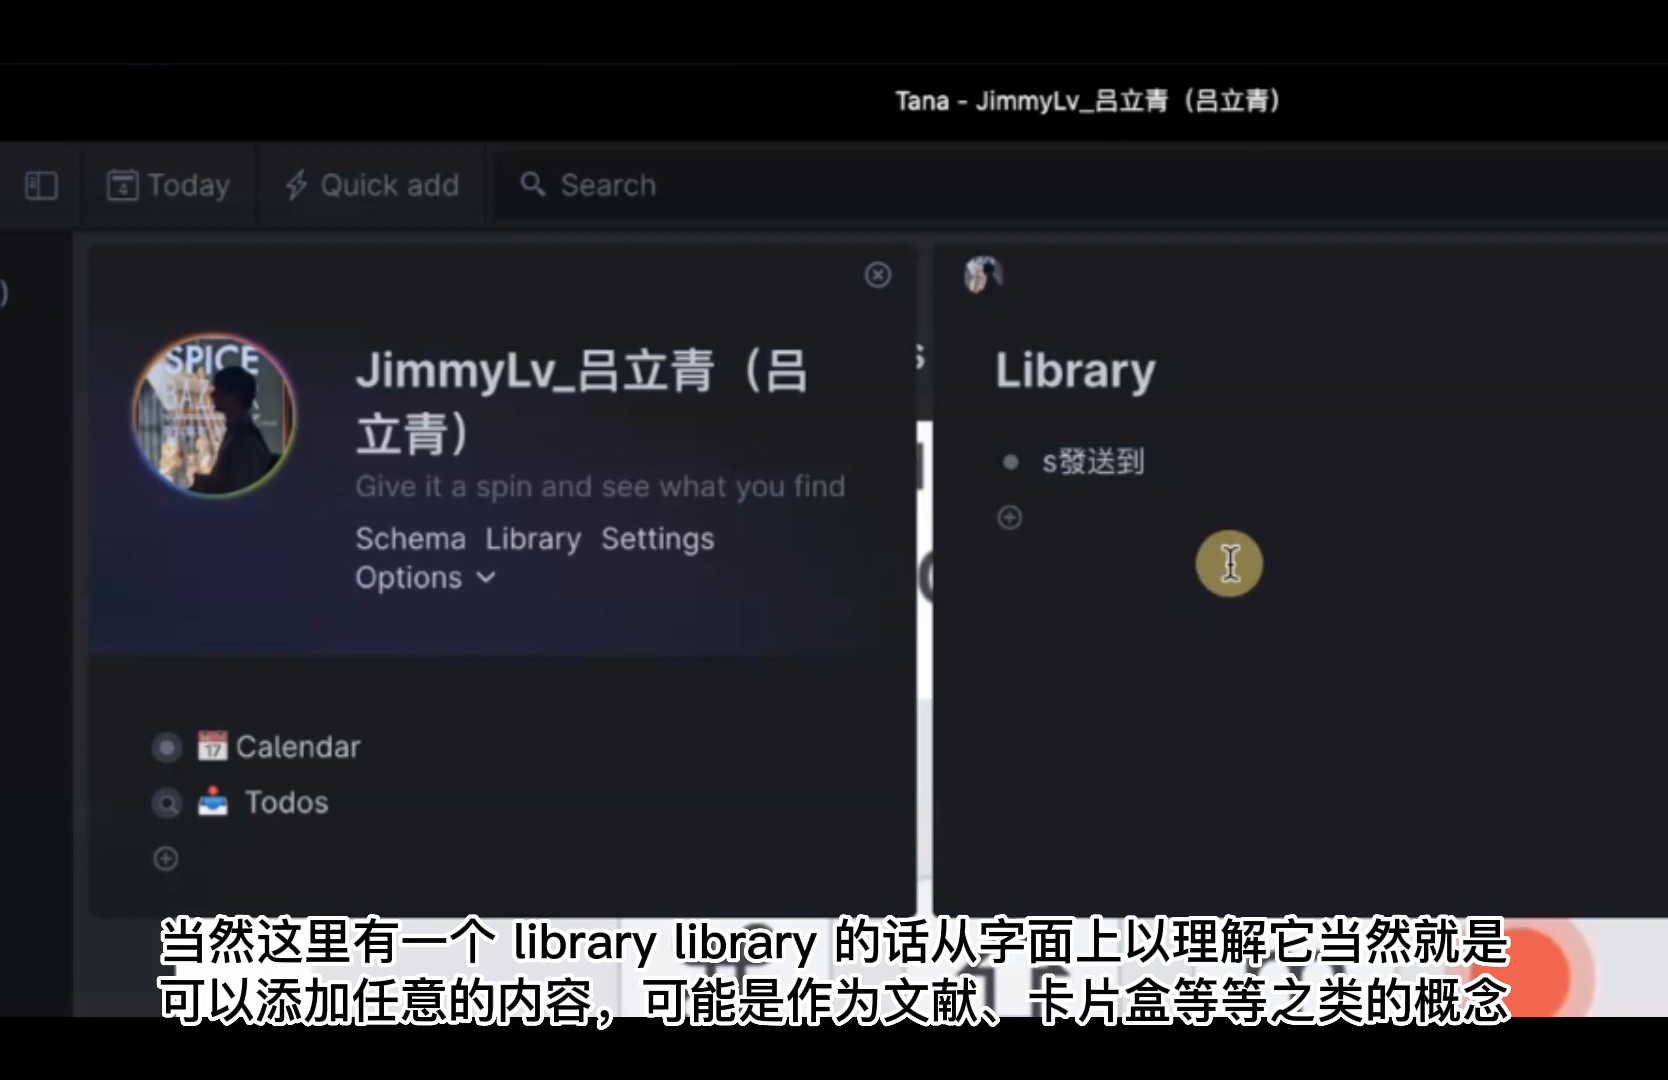 Tana - JimmyLv_吕立青（吕立青）
Today
Quick add
Search
JimmyLv_吕立青（吕
立青）
Give it a spin and see what you find
Schema Library Settings
Options
Calendar
Todos
Library
s發送到
当然这里有一个 library library 的话从字面上以理解它当然就是
可以添加任意的内容，可能是作为文献、卡片盒等等之类的概念